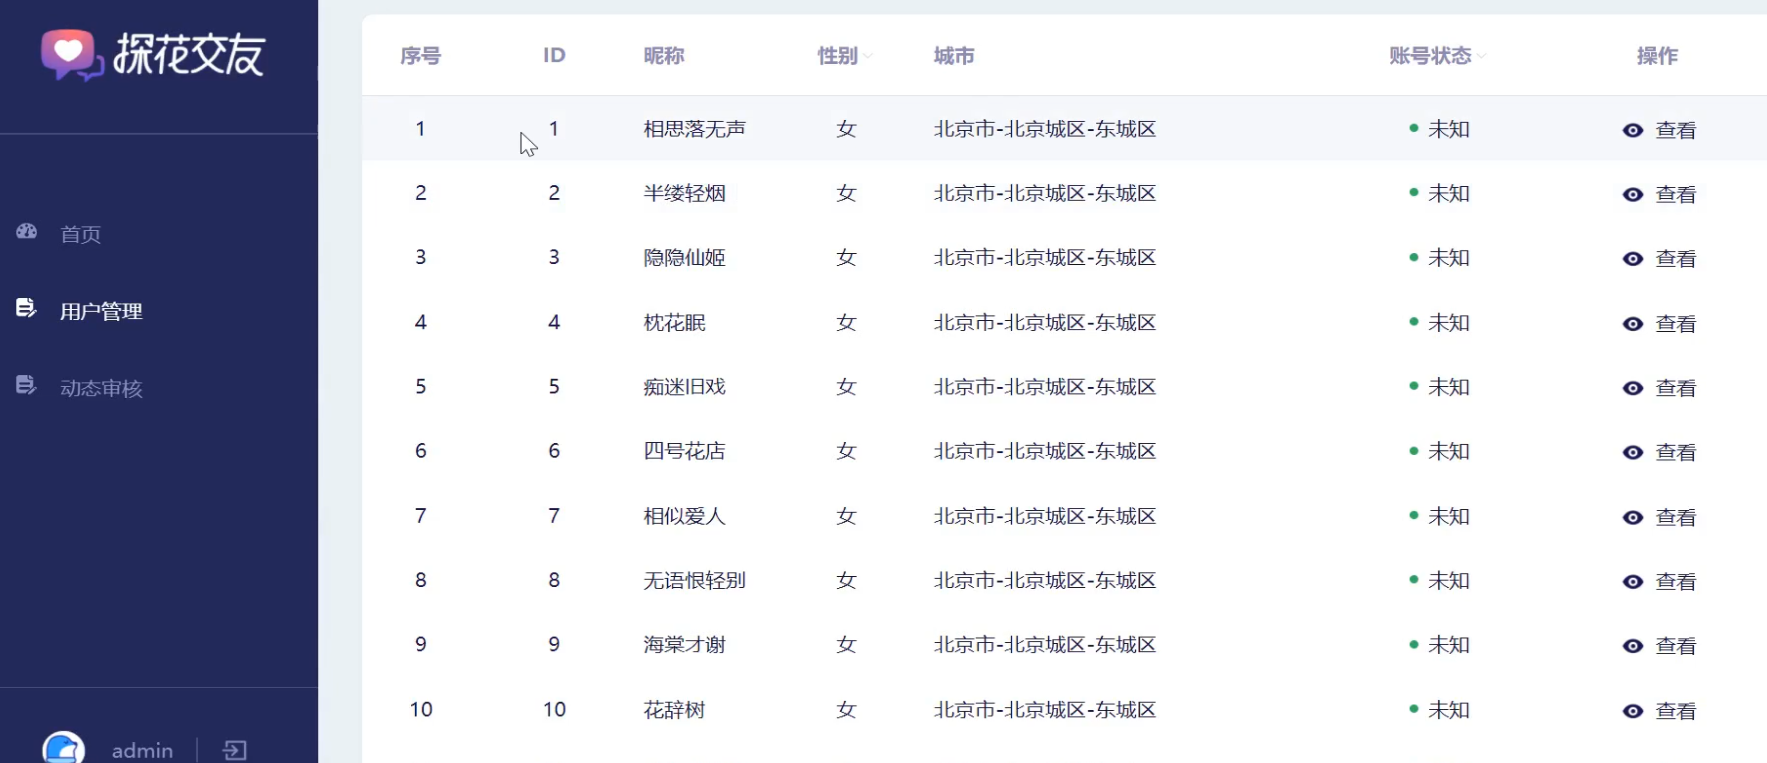 探花交友
首页
用户管理
动态审核
admin
序号 ID 昵称 性别 城市 账号状态 操作
1 1 相思落无声 女 北京市-北京城区-东城区 未知 查看
2 2 半缕轻烟 女 北京市-北京城区-东城区 未知 查看
3 3 隐隐仙姬 女 北京市-北京城区-东城区 未知 查看
4 4 枕花眠 女 北京市-北京城区-东城区 未知 查看
5 5 痴迷旧戏 女 北京市-北京城区-东城区 未知 查看
6 6 四号花店 女 北京市-北京城区-东城区 未知 查看
7 7 相似爱人 女 北京市-北京城区-东城区 未知 查看
8 8 无语恨轻别 女 北京市-北京城区-东城区 未知 查看
9 9 海棠才谢 女 北京市-北京城区-东城区 未知 查看
10 10 花辞树 女 北京市-北京城区-东城区 未知 查看